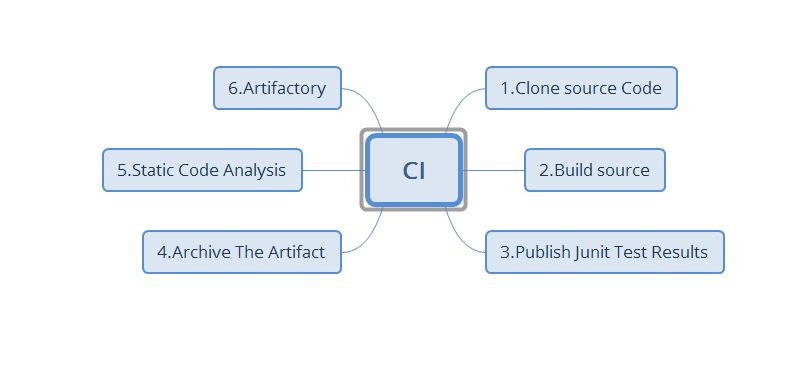 6.Artifactory
1.Clone source Code
CI
5.Static Code Analysis
2.Build source
4.Archive The Artifact
3.Publish Junit Test Results